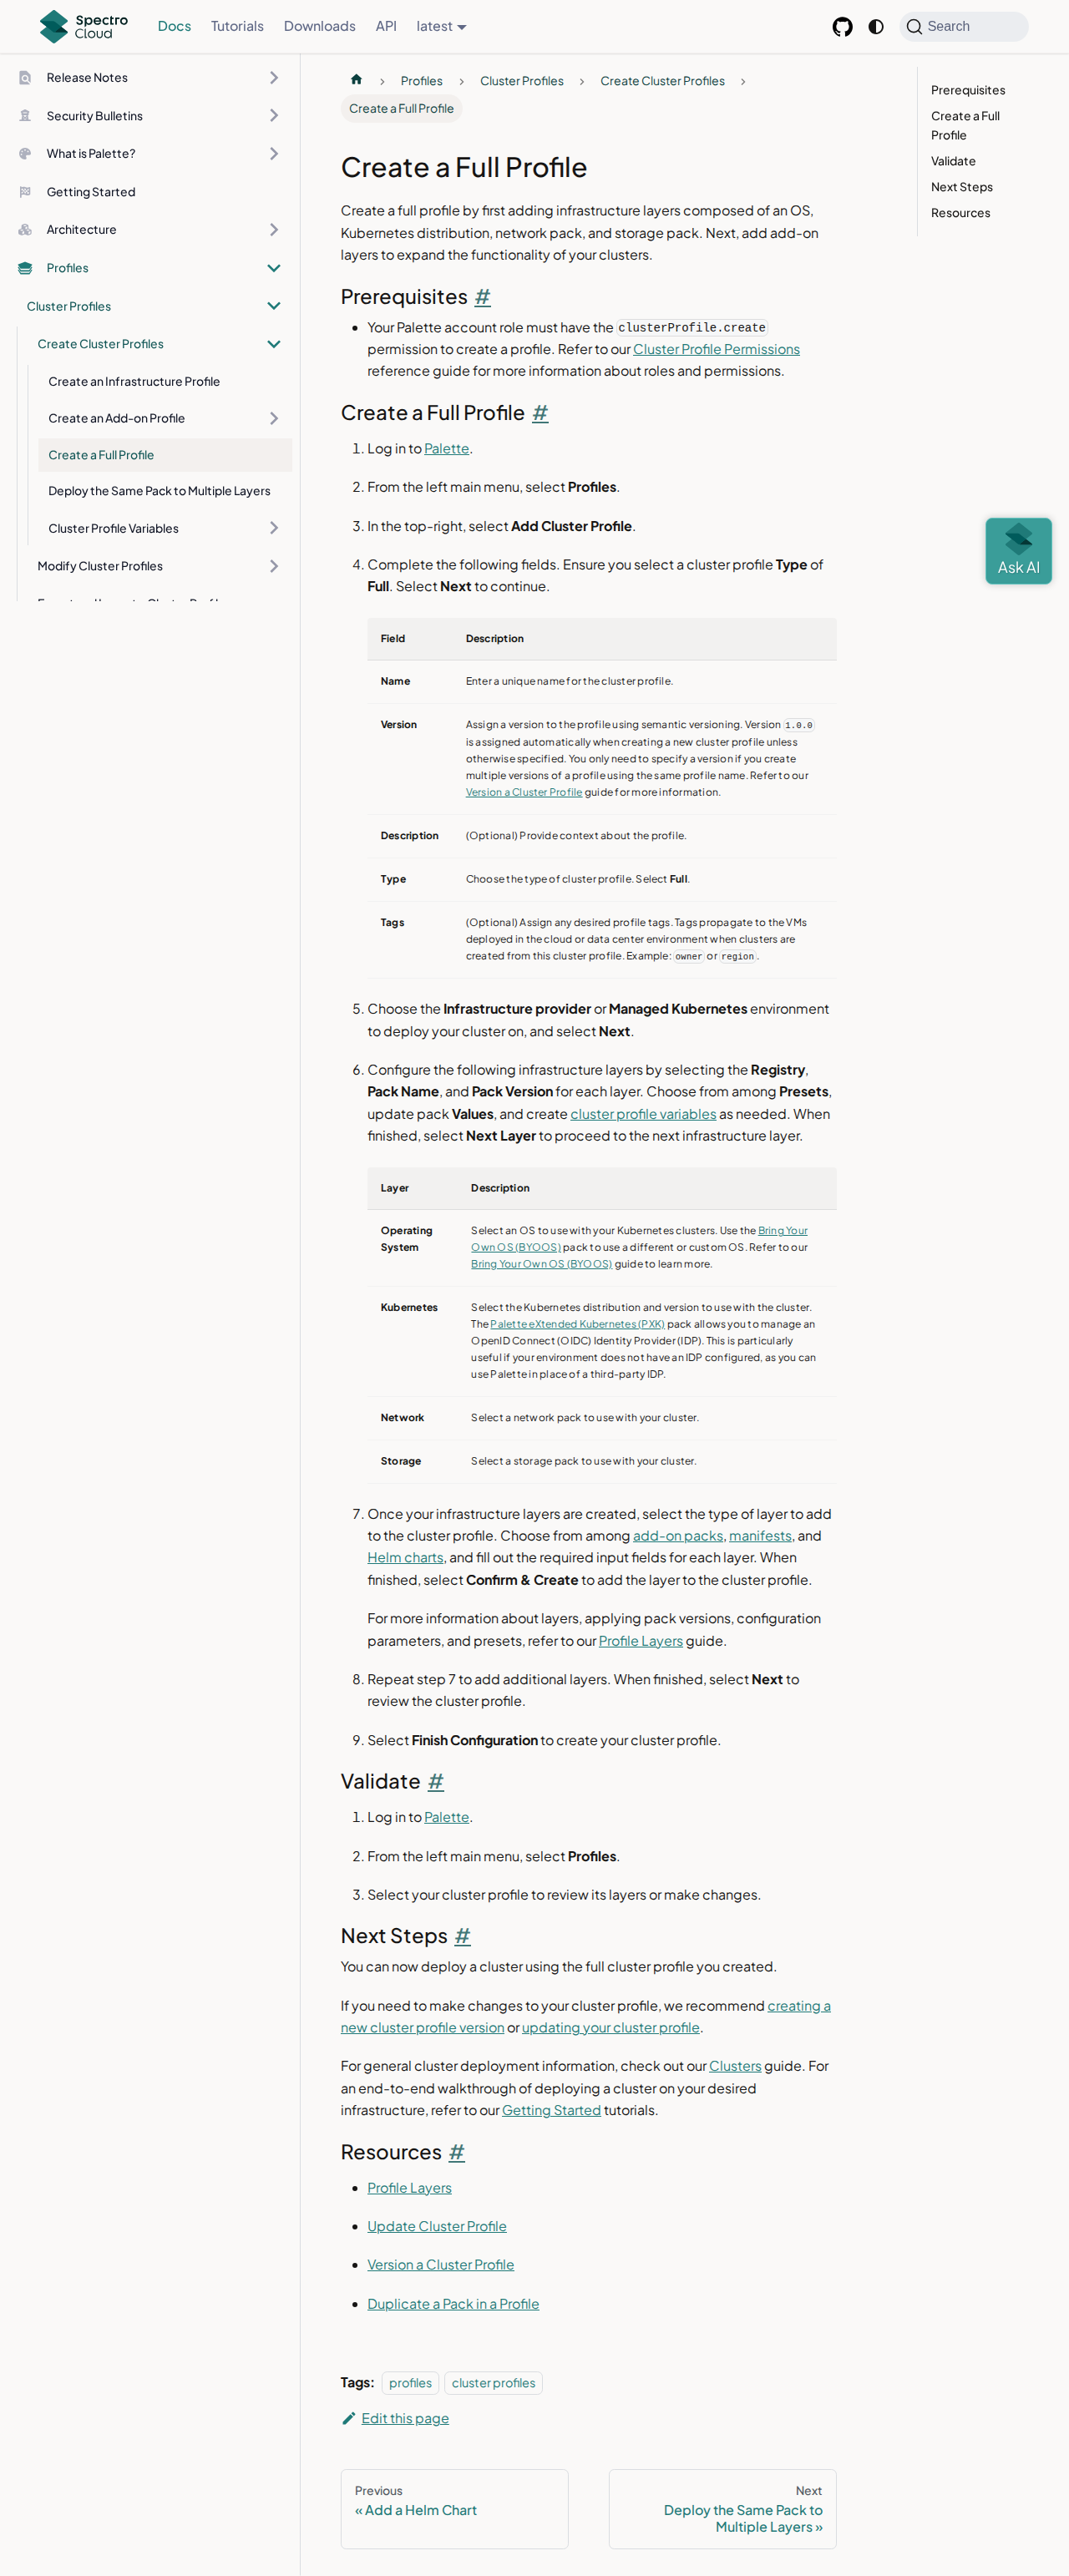 Spectro
Cloud
Docs
Tutorials
Downloads
API
latest
Search
Release Notes
Security Bulletins
What is Palette?
Getting Started
Architecture
Profiles
Cluster Profiles
Create Cluster Profiles
Create an Infrastructure Profile
Create an Add-on Profile
Create a Full Profile
Deploy the Same Pack to Multiple Layers
Cluster Profile Variables
Modify Cluster Profiles
Profiles
Cluster Profiles
Create Cluster Profiles
Create a Full Profile
Create a Full Profile
Create a full profile by first adding infrastructure layers composed of an OS,
Kubernetes distribution, network pack, and storage pack. Next, add add-on
layers to expand the functionality of your clusters.
Prerequisites #
• Your Palette account role must have the clusterProfile.create
permission to create a profile. Refer to our Cluster Profile Permissions
reference guide for more information about roles and permissions.
Create a Full Profile #
1. Log in to Palette.
2. From the left main menu, select Profiles.
3. In the top-right, select Add Cluster Profile.
4. Complete the following fields. Ensure you select a cluster profile Type of
Full. Select Next to continue.
Field Description
Name Enter a unique name for the cluster profile.
Version Assign a version to the profile using semantic versioning. Version 1.0.0
is assigned automatically when creating a new cluster profile unless
otherwise specified. You only need to specify a version if you create
multiple versions of a profile using the same profile name. Refer to our
Version a Cluster Profile guide for more information.
Description (Optional) Provide context about the profile.
Type Choose the type of cluster profile. Select Full.
Tags (Optional) Assign any desired profile tags. Tags propagate to the VMs
deployed in the cloud or data center environment when clusters are
created from this cluster profile. Example: owner or region.
5. Choose the Infrastructure provider or Managed Kubernetes environment
to deploy your cluster on, and select Next.
6. Configure the following infrastructure layers by selecting the Registry,
Pack Name, and Pack Version for each layer. Choose from among Presets,
update pack Values, and create cluster profile variables as needed. When
finished, select Next Layer to proceed to the next infrastructure layer.
Layer Description
Operating Select an OS to use with your Kubernetes clusters. Use the Bring Your
System Own OS (BYOOS) pack to use a different or custom OS. Refer to our
Bring Your Own OS (BYOOS) guide to learn more.
Kubernetes Select the Kubernetes distribution and version to use with the cluster.
The Palette eXtended Kubernetes (PXK) pack allows you to manage an
OpenID Connect (OIDC) Identity Provider (IDP). This is particularly
useful if your environment does not have an IDP configured, as you can
use Palette in place of a third-party IDP.
Network Select a network pack to use with your cluster.
Storage Select a storage pack to use with your cluster.
7. Once your infrastructure layers are created, select the type of layer to add
to the cluster profile. Choose from among add-on packs, manifests, and
Helm charts, and fill out the required input fields for each layer. When
finished, select Confirm & Create to add the layer to the cluster profile.
For more information about layers, applying pack versions, configuration
parameters, and presets, refer to our Profile Layers guide.
8. Repeat step 7 to add additional layers. When finished, select Next to
review the cluster profile.
9. Select Finish Configuration to create your cluster profile.
Validate #
1. Log in to Palette.
2. From the left main menu, select Profiles.
3. Select your cluster profile to review its layers or make changes.
Next Steps #
You can now deploy a cluster using the full cluster profile you created.
If you need to make changes to your cluster profile, we recommend creating a
new cluster profile version or updating your cluster profile.
For general cluster deployment information, check out our Clusters guide. For
an end-to-end walkthrough of deploying a cluster on your desired
infrastructure, refer to our Getting Started tutorials.
Resources #
• Profile Layers
• Update Cluster Profile
• Version a Cluster Profile
• Duplicate a Pack in a Profile
Tags: profiles cluster profiles
Edit this page
Previous
« Add a Helm Chart
Next
Deploy the Same Pack to
Multiple Layers »
Prerequisites
Create a Full
Profile
Validate
Next Steps
Resources
Ask AI